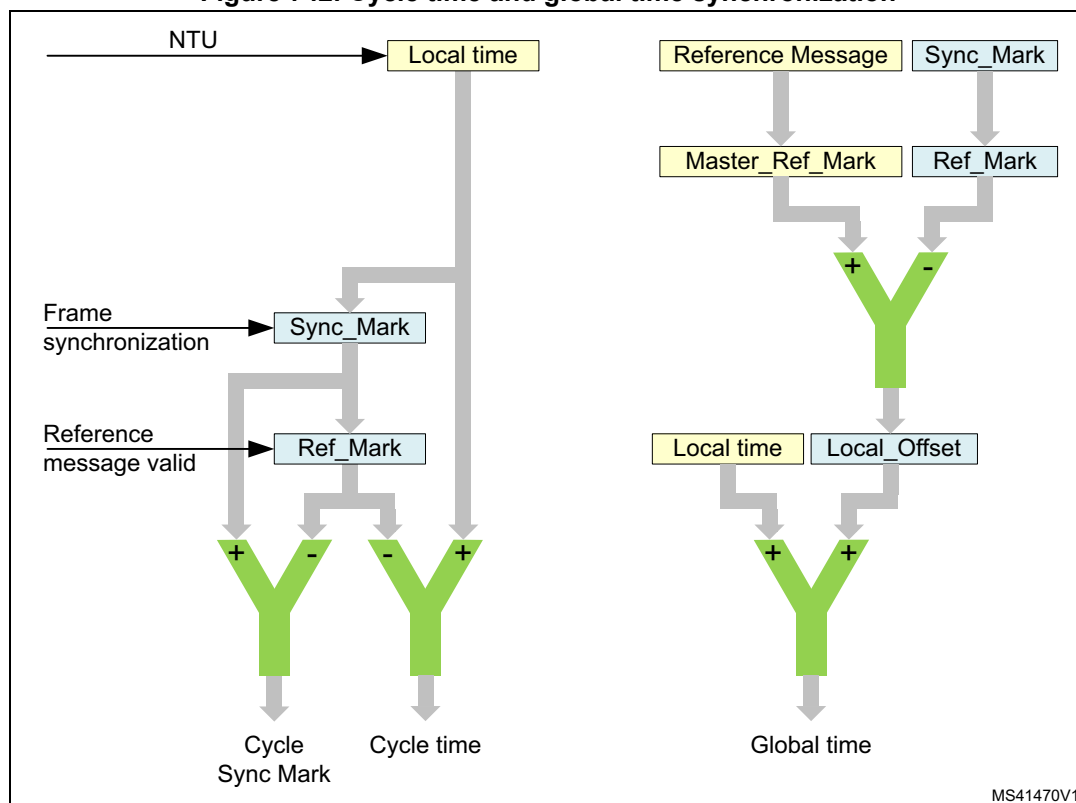 NTU
Local time
Reference Message
Sync_Mark
Master_Ref_Mark
Ref_Mark
+
-
Frame
synchronization
Sync_Mark
Reference
message valid
Ref_Mark
Local time
Local_Offset
+
-
-
+
+
+
Cycle
Sync Mark
Cycle time
Global time
MS41470V1